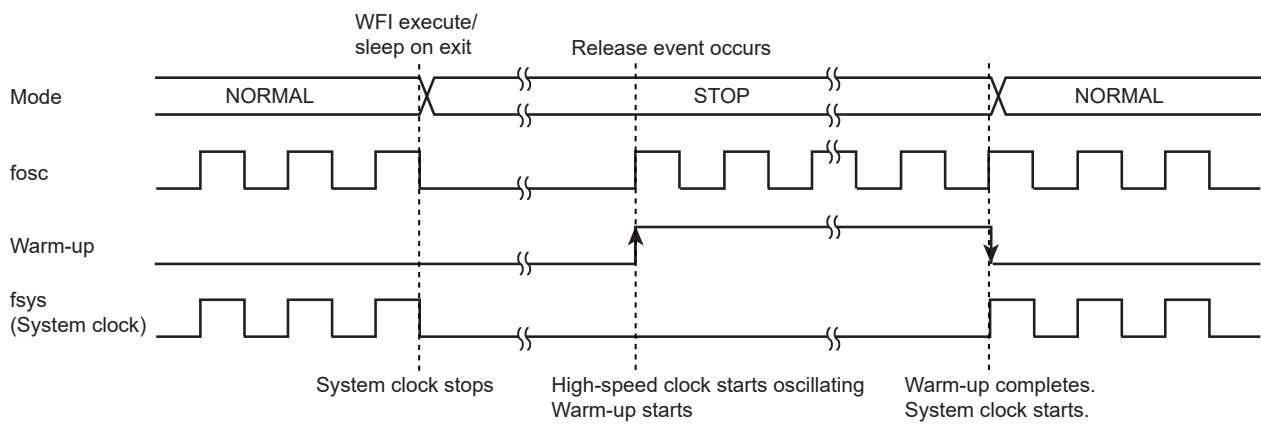 WFI execute/
sleep on exit
Release event occurs
Mode
NORMAL
STOP
NORMAL
fosc
Warm-up
fsys
(System clock)
System clock stops
High-speed clock starts oscillating
Warm-up starts
Warm-up completes.
System clock starts.